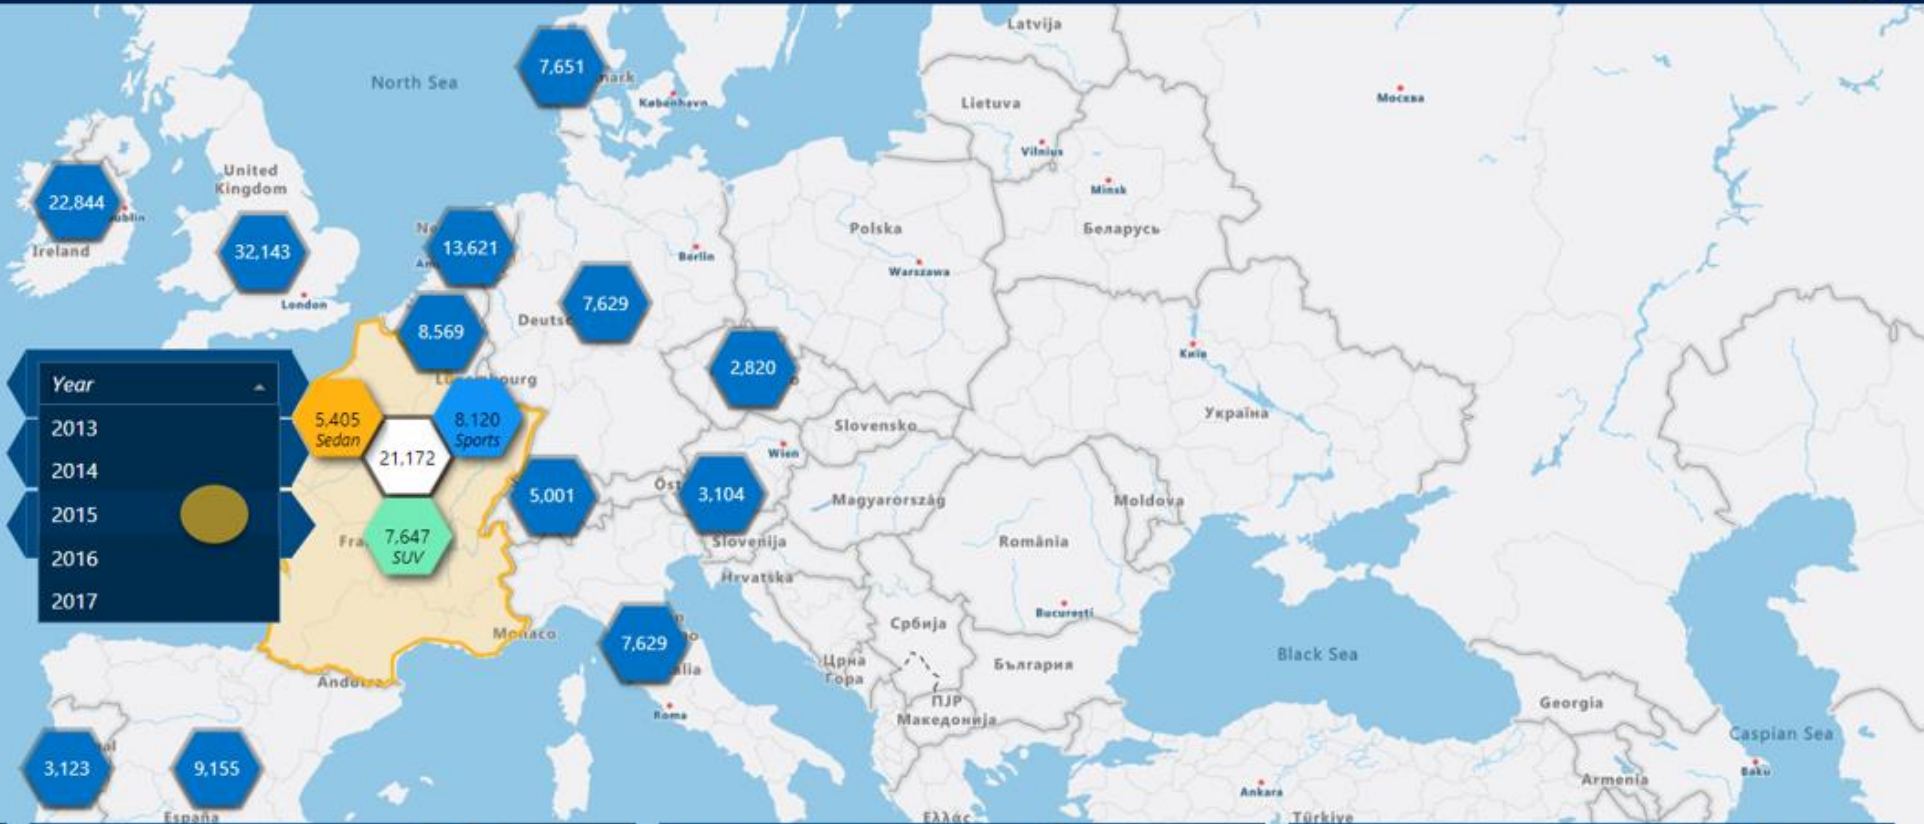 Latvija
7,651
North Sea
København
Lietuva
Москва
Vilnius
United
Kingdom
Minsk
22,844
Ireland
32,143
13,621
Polska
Беларусь
Berlin
Warszawa
London
7,629
8,569
Київ
2,820
Year
2013
2014
2015
2016
2017
5,405
Sedan
8,120
Sports
21,172
7,647
SUV
Україна
Slovensko
Wien
5,001
3,104
Magyarország
Moldova
Slovenija
România
Hrvatska
București
Србија
Monaco
7,629
Црна
Гора
България
Black Sea
Roma
ПЈР
Македонија
Georgia
Caspian Sea
Baku
3,123
9,155
España
Armenia
Ankara
Ελλάς
Türkiye